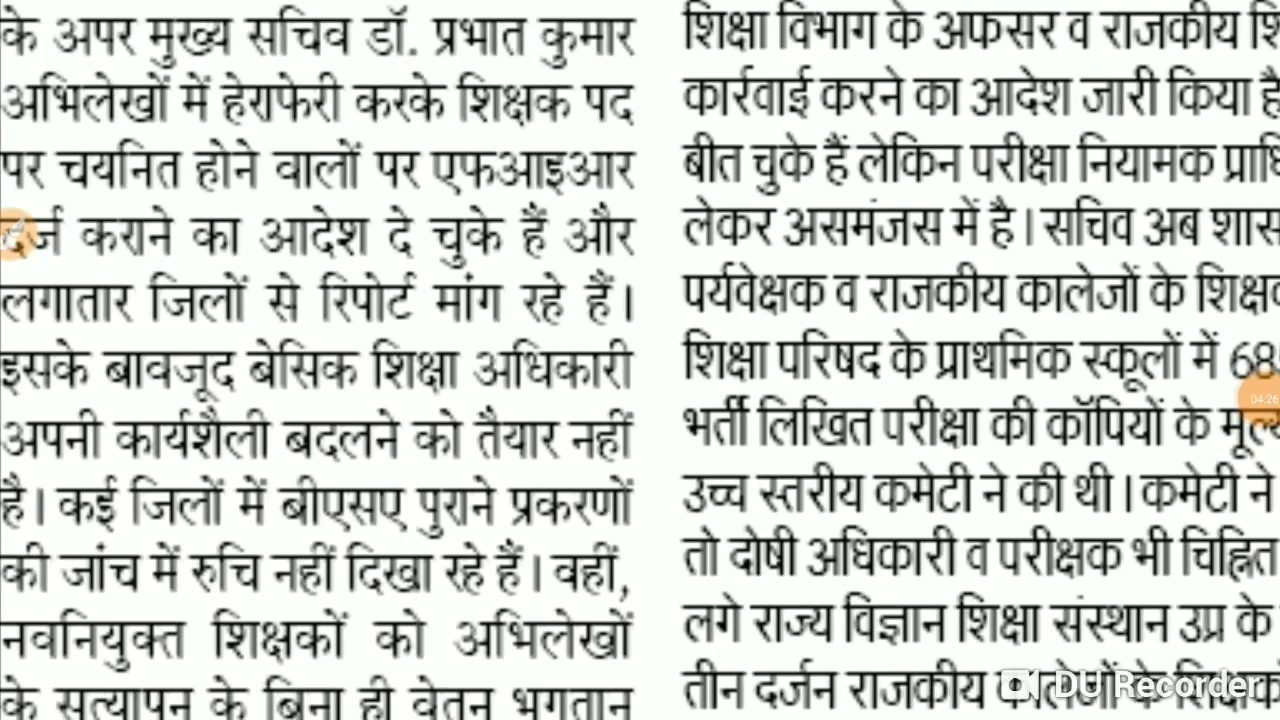 के अपर मुख्य सचिव डॉ. प्रभात कुमार
अभिलेखों में हेराफेरी करके शिक्षक पद
पर चयनित होने वालों पर एफआइआर
दर्ज कराने का आदेश दे चुके हैं और
लगातार जिलों से रिपोर्ट मांग रहे हैं।
इसके बावजूद बेसिक शिक्षा अधिकारी
अपनी कार्यशैली बदलने को तैयार नहीं
है। कई जिलों में बीएसए पुराने प्रकरणों
की जांच में रुचि नहीं दिखा रहे हैं। वहीं,
नवनियुक्त शिक्षकों को अभिलेखों
के सत्यापन के बिना ही वेतन भुगतान
शिक्षा विभाग के अफसर व राजकीय
कार्रवाई करने का आदेश जारी किया है
बीत चुके हैं लेकिन परीक्षा नियामक
लेकर असमंजस में है। सचिव अब
पर्यवेक्षक व राजकीय कालेजों के
शिक्षा परिषद के प्राथमिक स्कूलों में
भर्ती लिखित परीक्षा की कॉपियों के
उच्च स्तरीय कमेटी ने की थी। कमेटी ने
तो दोषी अधिकारी व परीक्षक भी चिह्नित
लगे राज्य विज्ञान शिक्षा संस्थान उप्र के
तीन दर्जन राजकीय कालेजों के
04:26
DU Recorder